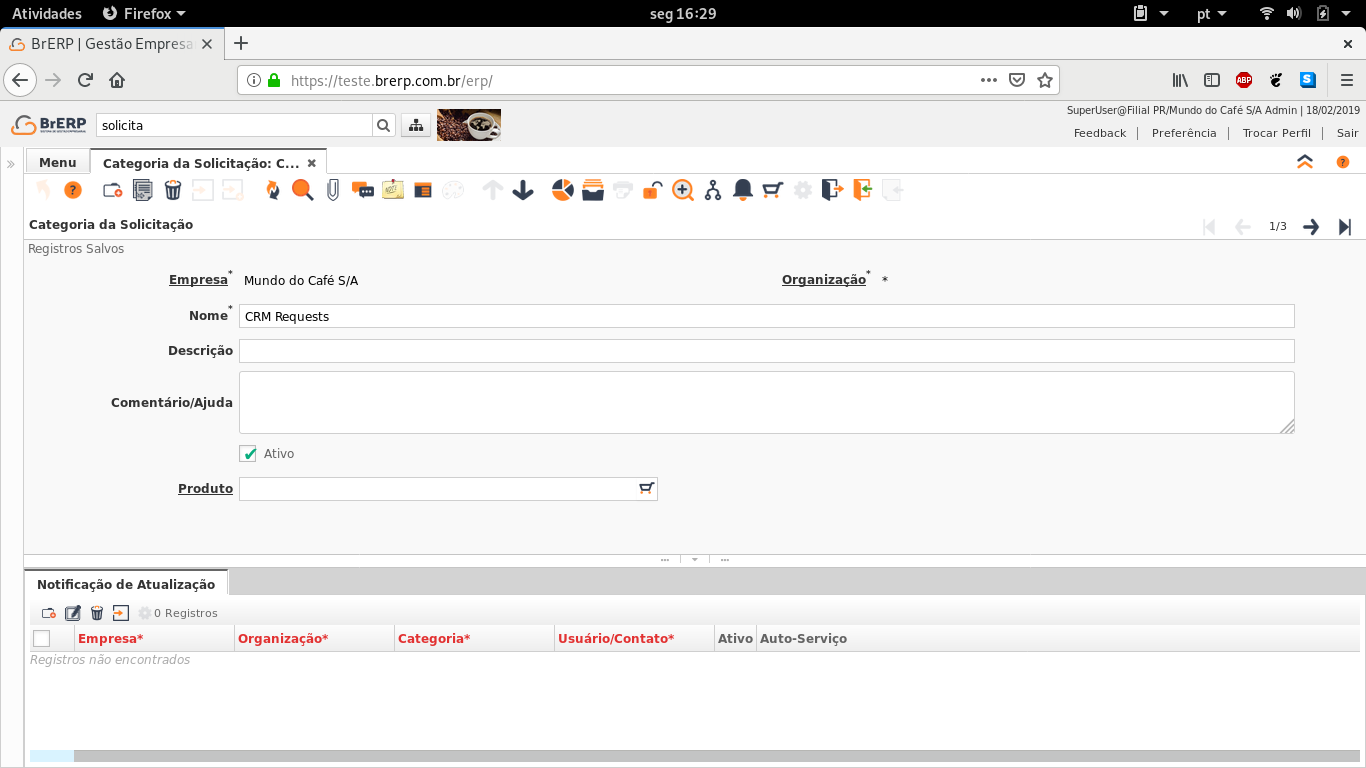 Atividades Firefox seg 16:29 pt
BrERP | Gestão Empresa
https://teste.brerp.com.br/erp/ ABP S
BrERP solicita SuperUser@Filial PR/Mundo do Café S/A Admin | 18/02/2019
Feedback | Preferência | Trocar Perfil | Sair
Menu Categoria da Solicitação: C...
Categoria da Solicitação 1/3
Registros Salvos
Empresa* Mundo do Café S/A Organização* *
Nome* CRM Requests
Descrição
Comentário/Ajuda
Ativo
Produto
Notificação de Atualização
0 Registros
Empresa* Organização* Categoria* Usuário/Contato* Ativo Auto-Serviço
Registros não encontrados